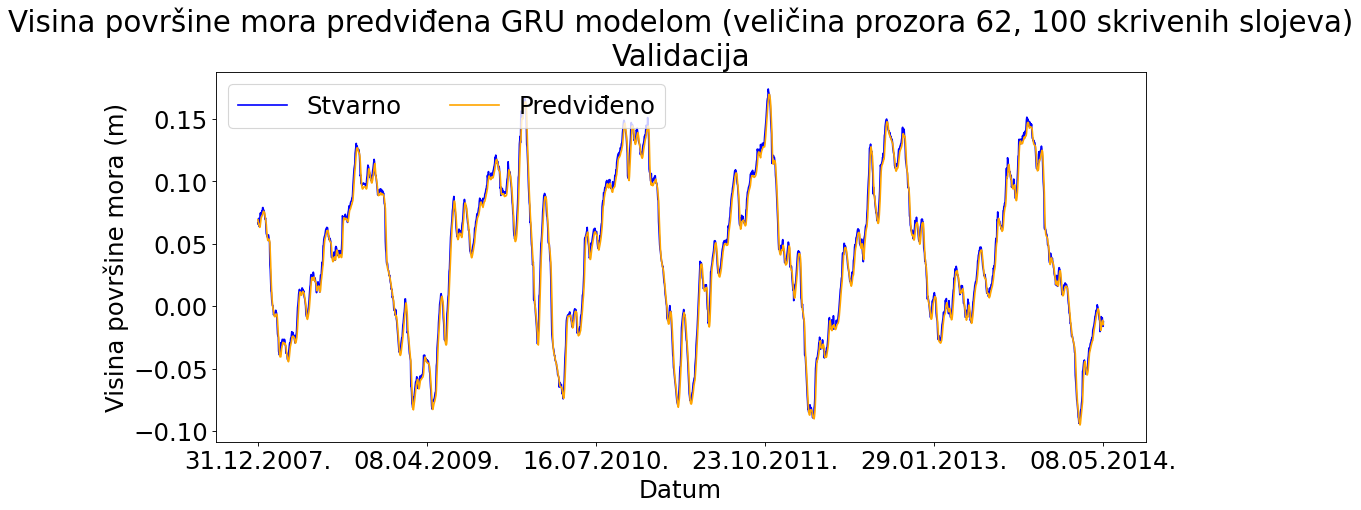 Visina površine mora predviđena GRU modelom (veličina prozora 62, 100 skrivenih slojeva)
Validacija
Stvarno
Predviđeno
Visina površine mora (m)
0.15
0.10
0.05
0.00
−0.05
−0.10
31.12.2007. 08.04.2009. 16.07.2010. 23.10.2011. 29.01.2013. 08.05.2014.
Datum